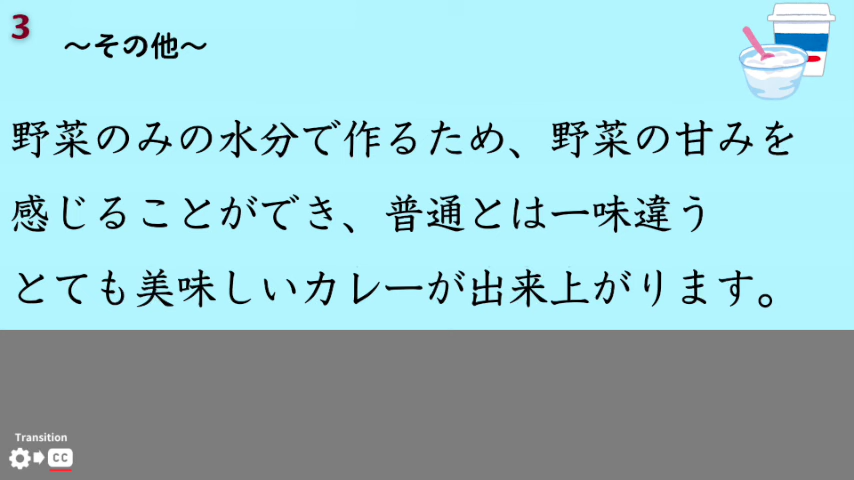 3
～その他～
野菜のみの水分で作るため、野菜の甘みを
感じることができ、普通とは一味違う
とても美味しいカレーが出来上がります。
Transition
CC